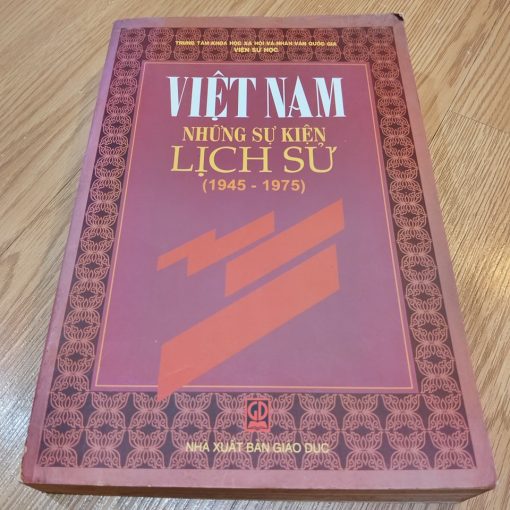 TRUNG TÂM KHOA HỌC XÃ HỘI VÀ NHÂN VĂN QUỐC GIA
VIỆN SỬ HỌC
VIỆT NAM
NHỮNG SỰ KIỆN
LỊCH SỬ
(1945 - 1975)
GD
NHÀ XUẤT BẢN GIÁO DỤC